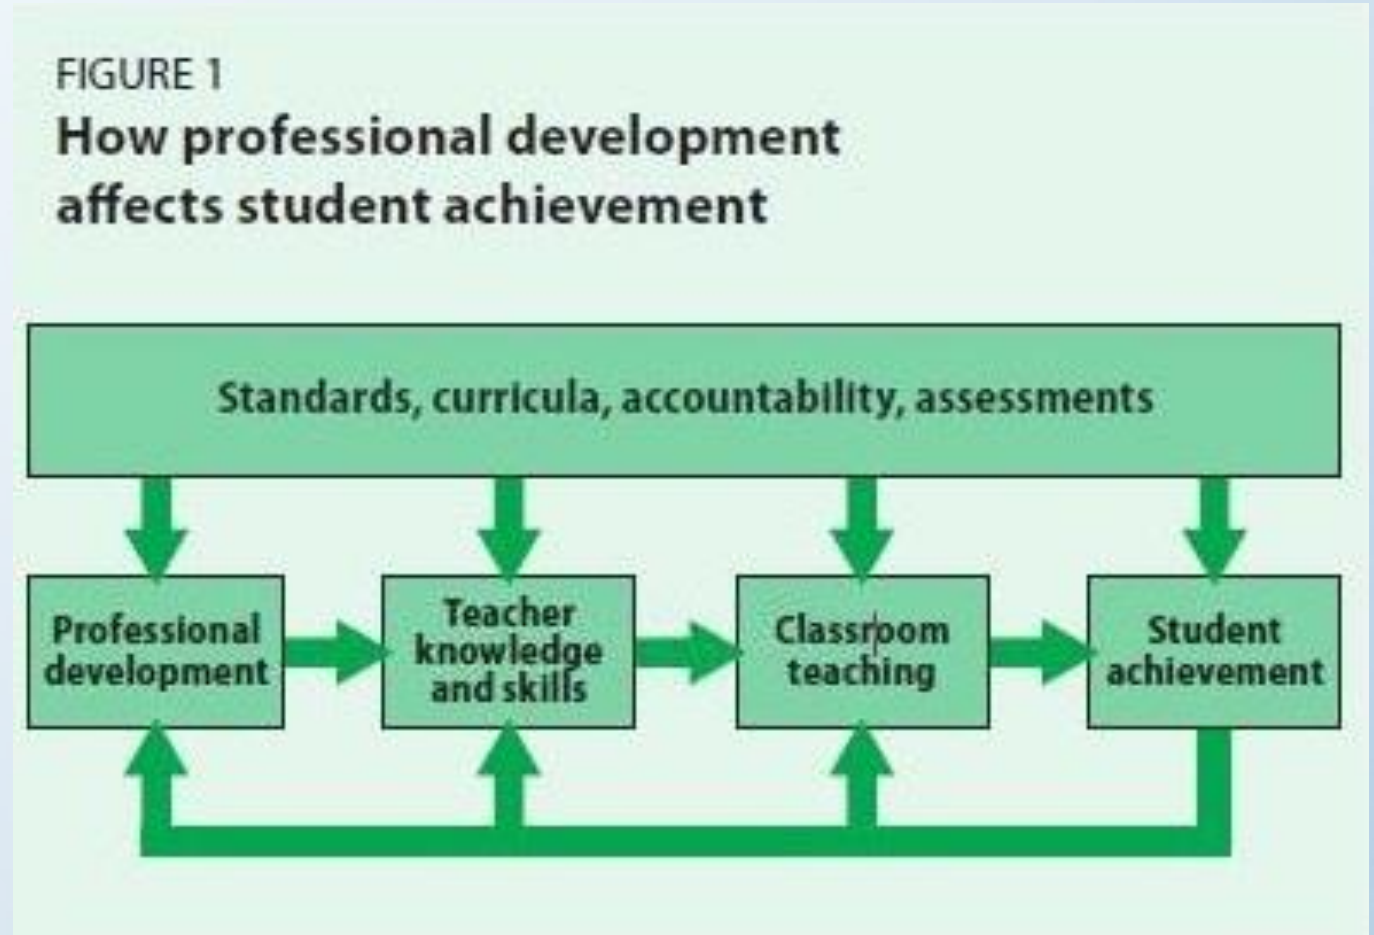 FIGURE 1
How professional development
affects student achievement
Standards, curricula, accountability, assessments
Professional
development
Teacher
knowledge
and skills
Classroom
teaching
Student
achievement